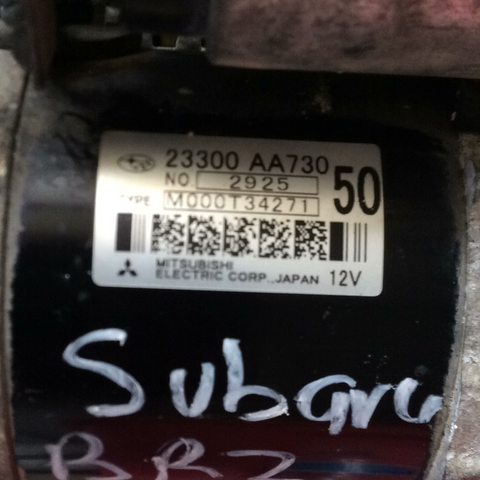 23300 AA730
50
NO 2925
TYPE M000T34271
MITSUBISHI
ELECTRIC CORP., JAPAN 12V
Subaru
BRZ